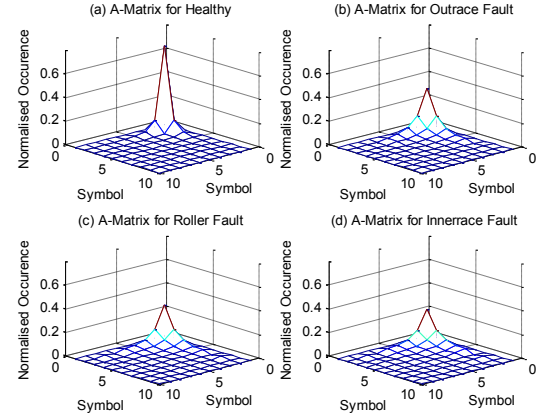 (a) A-Matrix for Healthy
Normalised Occurence
0.6
0.4
0.2
0
0
5
10
Symbol
10
5
0
Symbol
(b) A-Matrix for Outrace Fault
Normalised Occurence
0.6
0.4
0.2
0
0
5
10
Symbol
10
5
0
Symbol
(c) A-Matrix for Roller Fault
Normalised Occurence
0.6
0.4
0.2
0
0
5
10
Symbol
10
5
0
Symbol
(d) A-Matrix for Innerrace Fault
Normalised Occurence
0.6
0.4
0.2
0
0
5
10
Symbol
10
5
0
Symbol